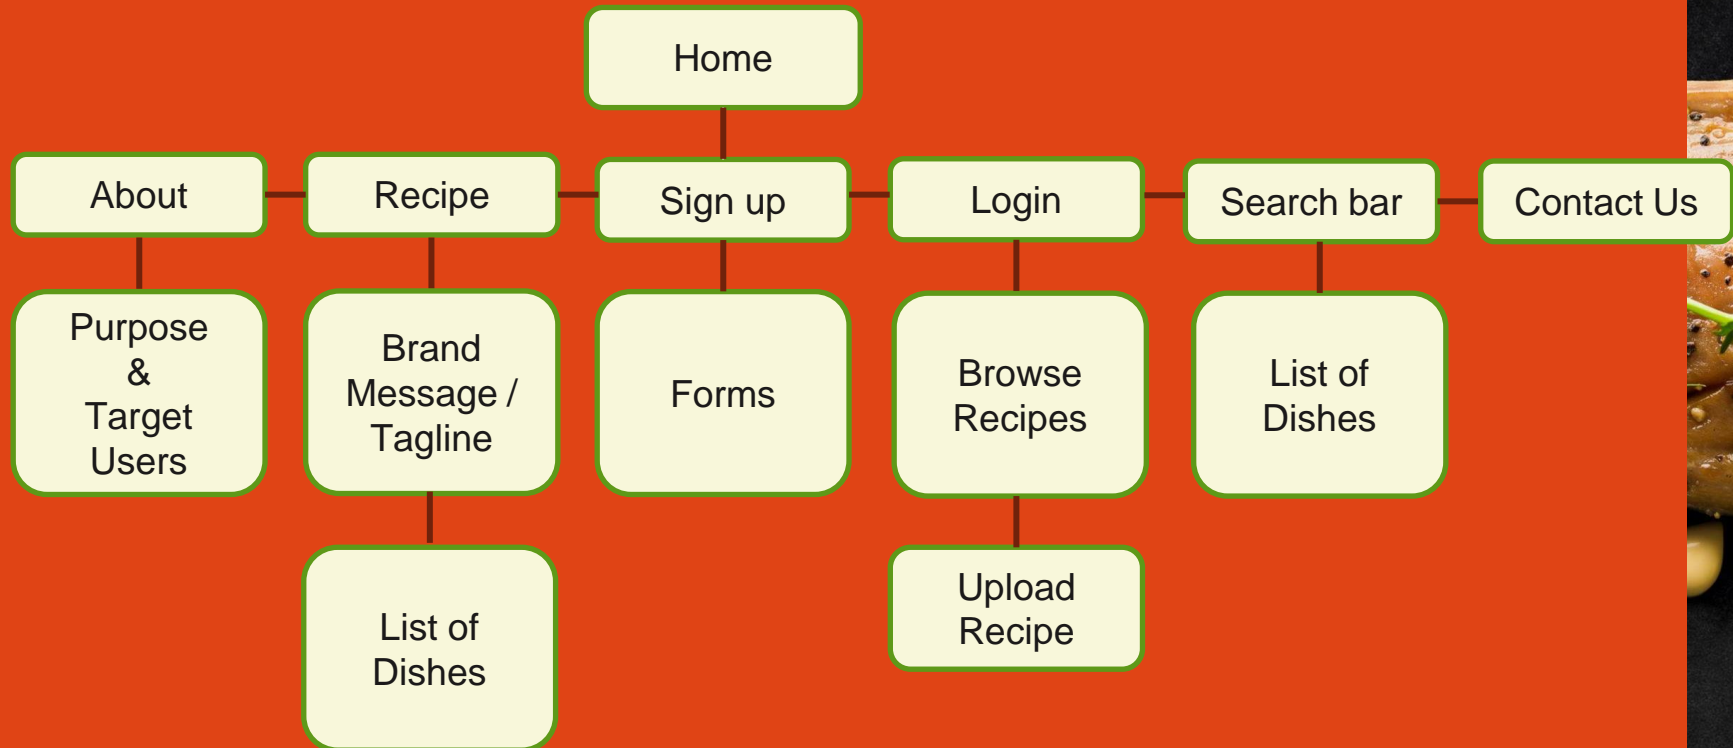 Home
About
Recipe
Sign up
Login
Search bar
Contact Us
Purpose
&
Target
Users
Brand
Message /
Tagline
Forms
Browse
Recipes
List of
Dishes
List of
Dishes
Upload
Recipe